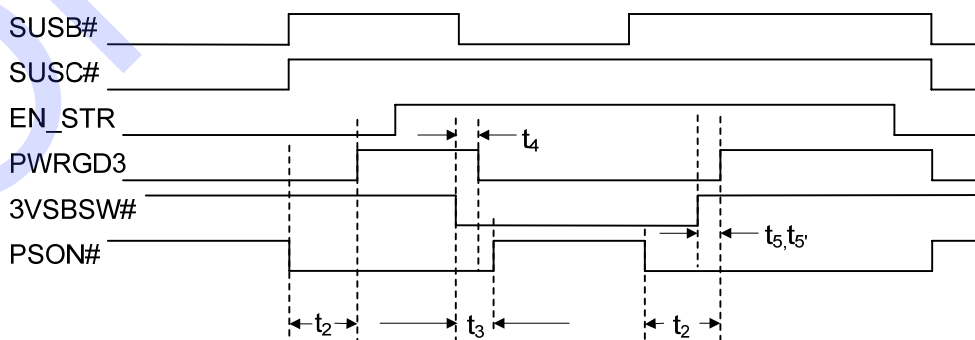 SUSB#
SUSC#
EN_STR
t4
PWRGD3
3VSBSW#
t5,t5'
PSON#
t2
t3
t2